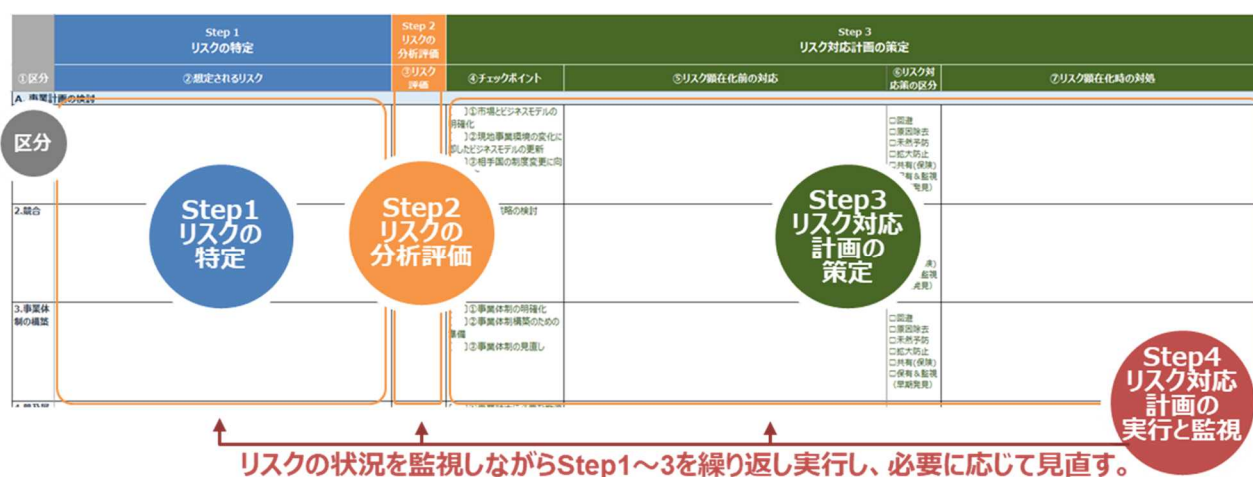 Step 1
リスクの特定
Step 2
リスクの
分析評価
Step 3
リスク対応計画の策定
①区分
②想定されるリスク
③リスク
評価
④チェックポイント
⑤リスク顕在化前の対応
⑥リスク対
応策の区分
⑦リスク顕在化時の対処
A. 事業計画の検討
区分
]①市場とビジネスモデルの
明確化
]②現地事業環境の変化に
したビジネスモデルの更新
]③相手国の制度変更に向
□回避
□原因除去
□未然予防
□拡大防止
□共有(保険)
Step1
リスクの
特定
Step2
リスクの
分析評価
Step3
リスク対応
計画の
策定
2.競合
略の検討
監視
3.事業体
制の構築
]①事業体制の明確化
]②事業体制構築のための
準備
]③事業体制の見直し
□回避
□原因除去
□未然予防
□拡大防止
□共有(保険)
□保有&監視
(早期発見)
Step4
リスク対応
計画の
実行と監視
リスクの状況を監視しながらStep1～3を繰り返し実行し、必要に応じて見直す。